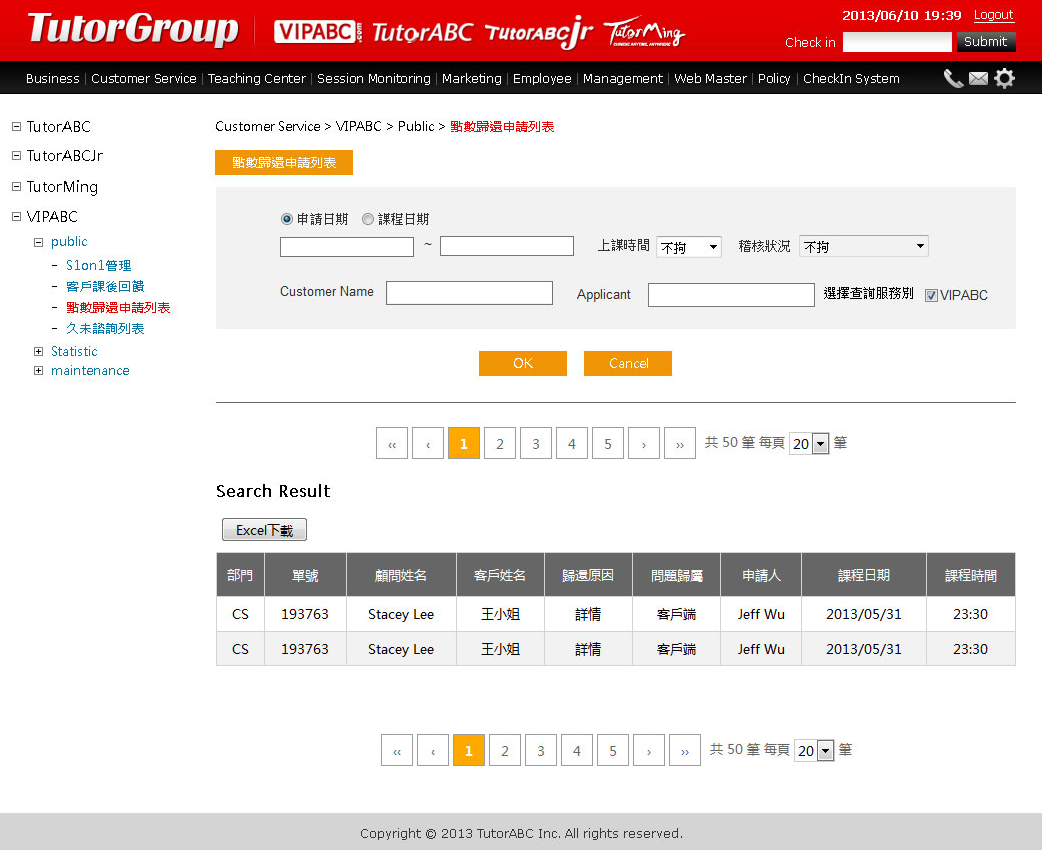 TutorGroup VIPABC.com TutorABC TutorABCjr TutorMing 2013/06/10 19:39 Logout
CHINESE ANYTIME, ANYWHERE
Check in Submit
Business | Customer Service | Teaching Center | Session Monitoring | Marketing | Employee | Management | Web Master | Policy | CheckIn System
TutorABC
TutorABCJr
TutorMing
VIPABC
public
- S1on1管理
- 客戶課後回饋
- 點數歸還申請列表
- 久未諮詢列表
Statistic
maintenance
Customer Service > VIPABC > Public > 點數歸還申請列表
點數歸還申請列表
申請日期 課程日期
~ 上課時間 不拘 稽核狀況 不拘
Customer Name Applicant 選擇查詢服務別 VIPABC
OK Cancel
‹‹ ‹ 1 2 3 4 5 › ›› 共 50 筆 每頁 20 筆
Search Result
Excel下載
部門 單號 顧問姓名 客戶姓名 歸還原因 問題歸屬 申請人 課程日期 課程時間
CS 193763 Stacey Lee 王小姐 詳情 客戶端 Jeff Wu 2013/05/31 23:30
CS 193763 Stacey Lee 王小姐 詳情 客戶端 Jeff Wu 2013/05/31 23:30
‹‹ ‹ 1 2 3 4 5 › ›› 共 50 筆 每頁 20 筆
Copyright © 2013 TutorABC Inc. All rights reserved.